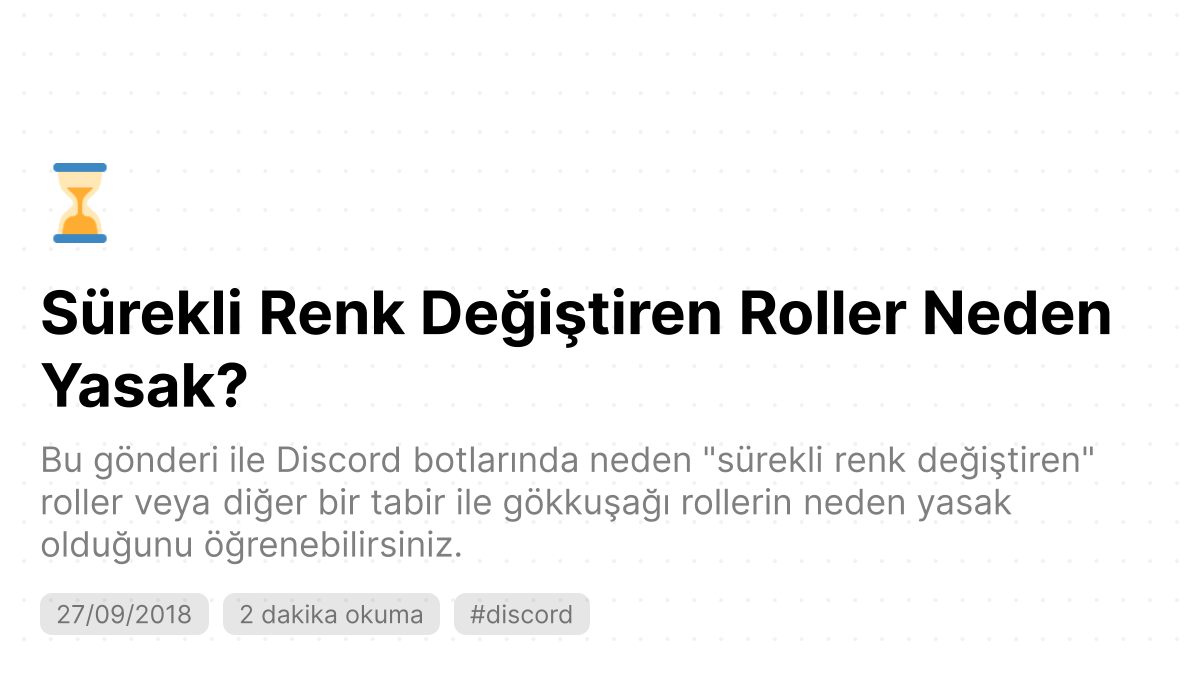 Sürekli Renk Değiştiren Roller Neden
Yasak?
Bu gönderi ile Discord botlarında neden "sürekli renk değiştiren"
roller veya diğer bir tabir ile gökkuşağı rollerin neden yasak
olduğunu öğrenebilirsiniz.
27/09/2018 2 dakika okuma #discord